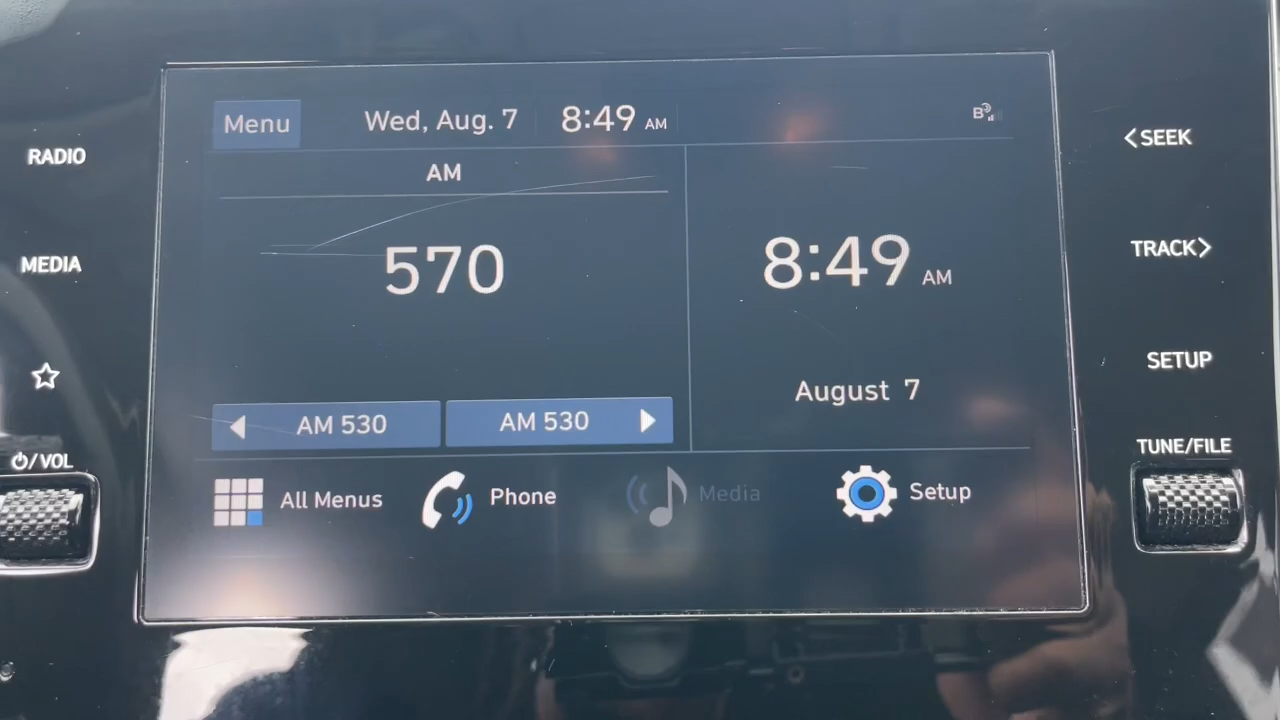 RADIO
MEDIA
/VOL
Menu
Wed, Aug. 7
8:49 AM
B
AM
570
AM 530
AM 530
8:49 AM
August 7
All Menus
Phone
Media
Setup
<SEEK
TRACK>
SETUP
TUNE/FILE